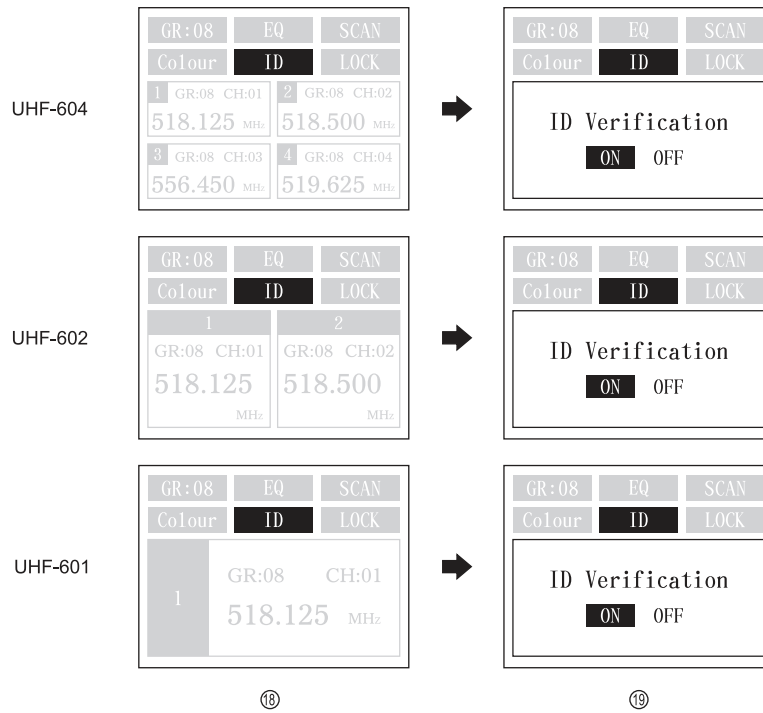 GR:08 EQ SCAN
Colour ID LOCK
1 GR:08 CH:01 2 GR:08 CH:02
518.125 MHz 518.500 MHz
3 GR:08 CH:03 4 GR:08 CH:04
556.450 MHz 519.625 MHz
UHF-604
GR:08 EQ SCAN
Colour ID LOCK
ID Verification
ON OFF
GR:08 EQ SCAN
Colour ID LOCK
1 2
GR:08 CH:01 GR:08 CH:02
518.125 518.500
MHz MHz
UHF-602
GR:08 EQ SCAN
Colour ID LOCK
ID Verification
ON OFF
GR:08 EQ SCAN
Colour ID LOCK
1
GR:08 CH:01
518.125 MHz
UHF-601
GR:08 EQ SCAN
Colour ID LOCK
ID Verification
ON OFF
⑱ ⑲